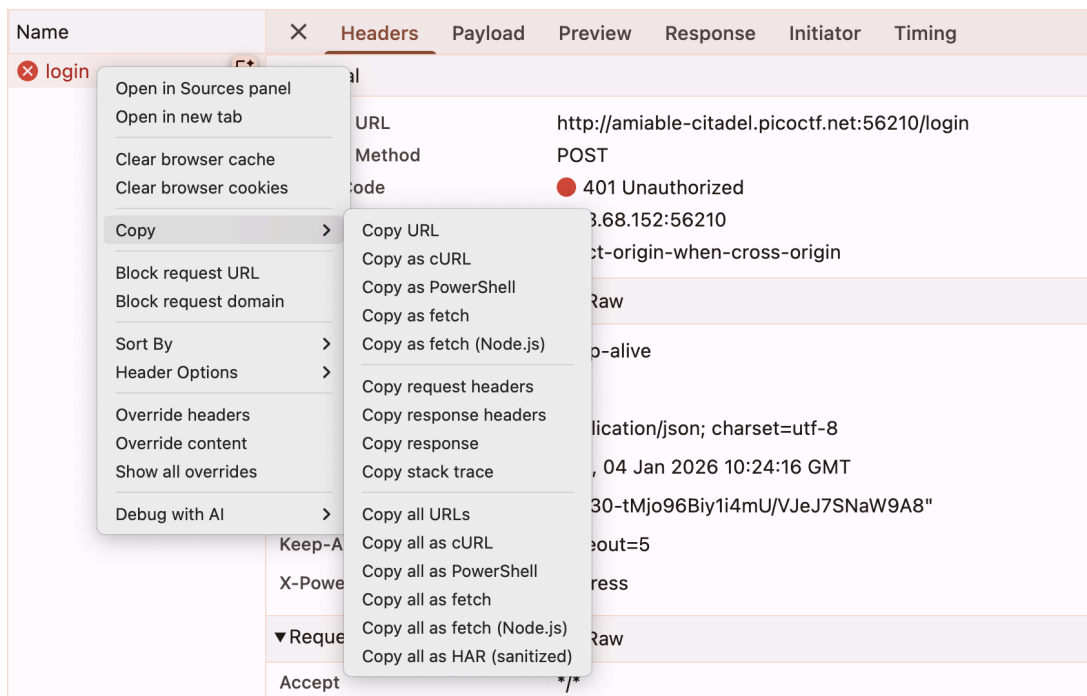 Name
Headers Payload Preview Response Initiator Timing
login
Open in Sources panel
Open in new tab
Clear browser cache
Clear browser cookies
Copy
Block request URL
Block request domain
Sort By
Header Options
Override headers
Override content
Show all overrides
Debug with AI
Copy URL
Copy as cURL
Copy as PowerShell
Copy as fetch
Copy as fetch (Node.js)
Copy request headers
Copy response headers
Copy response
Copy stack trace
Copy all URLs
Copy all as cURL
Copy all as PowerShell
Copy all as fetch
Copy all as fetch (Node.js)
Copy all as HAR (sanitized)
al
URL http://amiable-citadel.picoctf.net:56210/login
Method POST
Code 401 Unauthorized
3.68.152:56210
ct-origin-when-cross-origin
Raw
p-alive
lication/json; charset=utf-8
, 04 Jan 2026 10:24:16 GMT
30-tMjo96Biy1i4mU/VJeJ7SNaW9A8"
Keep-A eout=5
X-Powe ress
Reque Raw
Accept */*